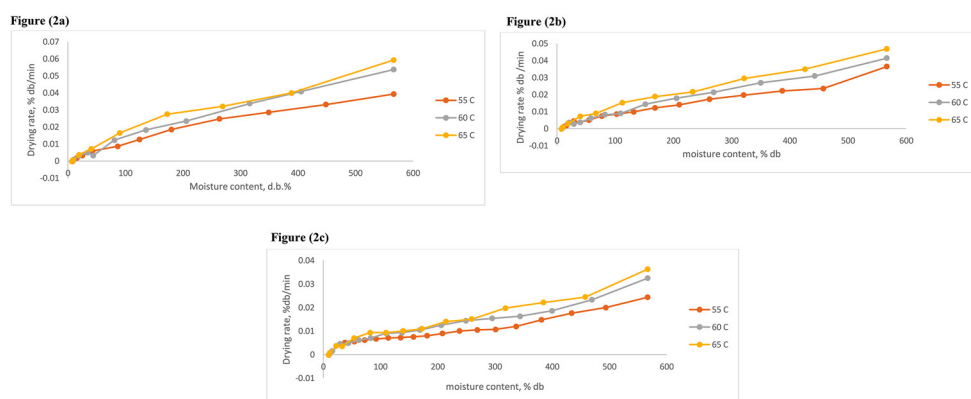 Figure (2a)
Drying rate, % db/min
0.07
0.06
0.05
0.04
0.03
0.02
0.01
0
-0.01
0
100
200
300
400
500
600
Moisture content, d.b.%
55 C
60 C
65 C
Figure (2b)
Drying rate % db /min
0.05
0.04
0.03
0.02
0.01
0
-0.01
0
100
200
300
400
500
600
moisture content, % db
55 C
60 C
65 C
Figure (2c)
Drying rate, %db/min
0.04
0.03
0.02
0.01
0
-0.01
0
100
200
300
400
500
600
moisture content, % db
55 C
60 C
65 C